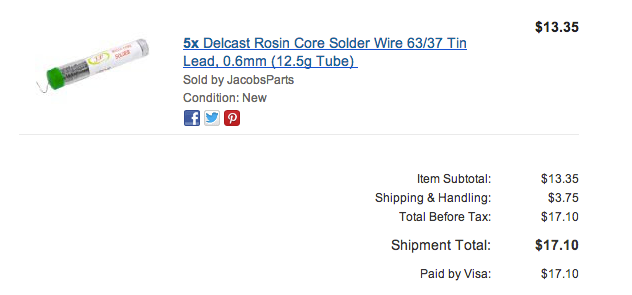 $13.35
5x Delcast Rosin Core Solder Wire 63/37 Tin
Lead, 0.6mm (12.5g Tube)
Sold by JacobsParts
Condition: New
Item Subtotal: $13.35
Shipping & Handling: $3.75
Total Before Tax: $17.10
Shipment Total: $17.10
Paid by Visa: $17.10